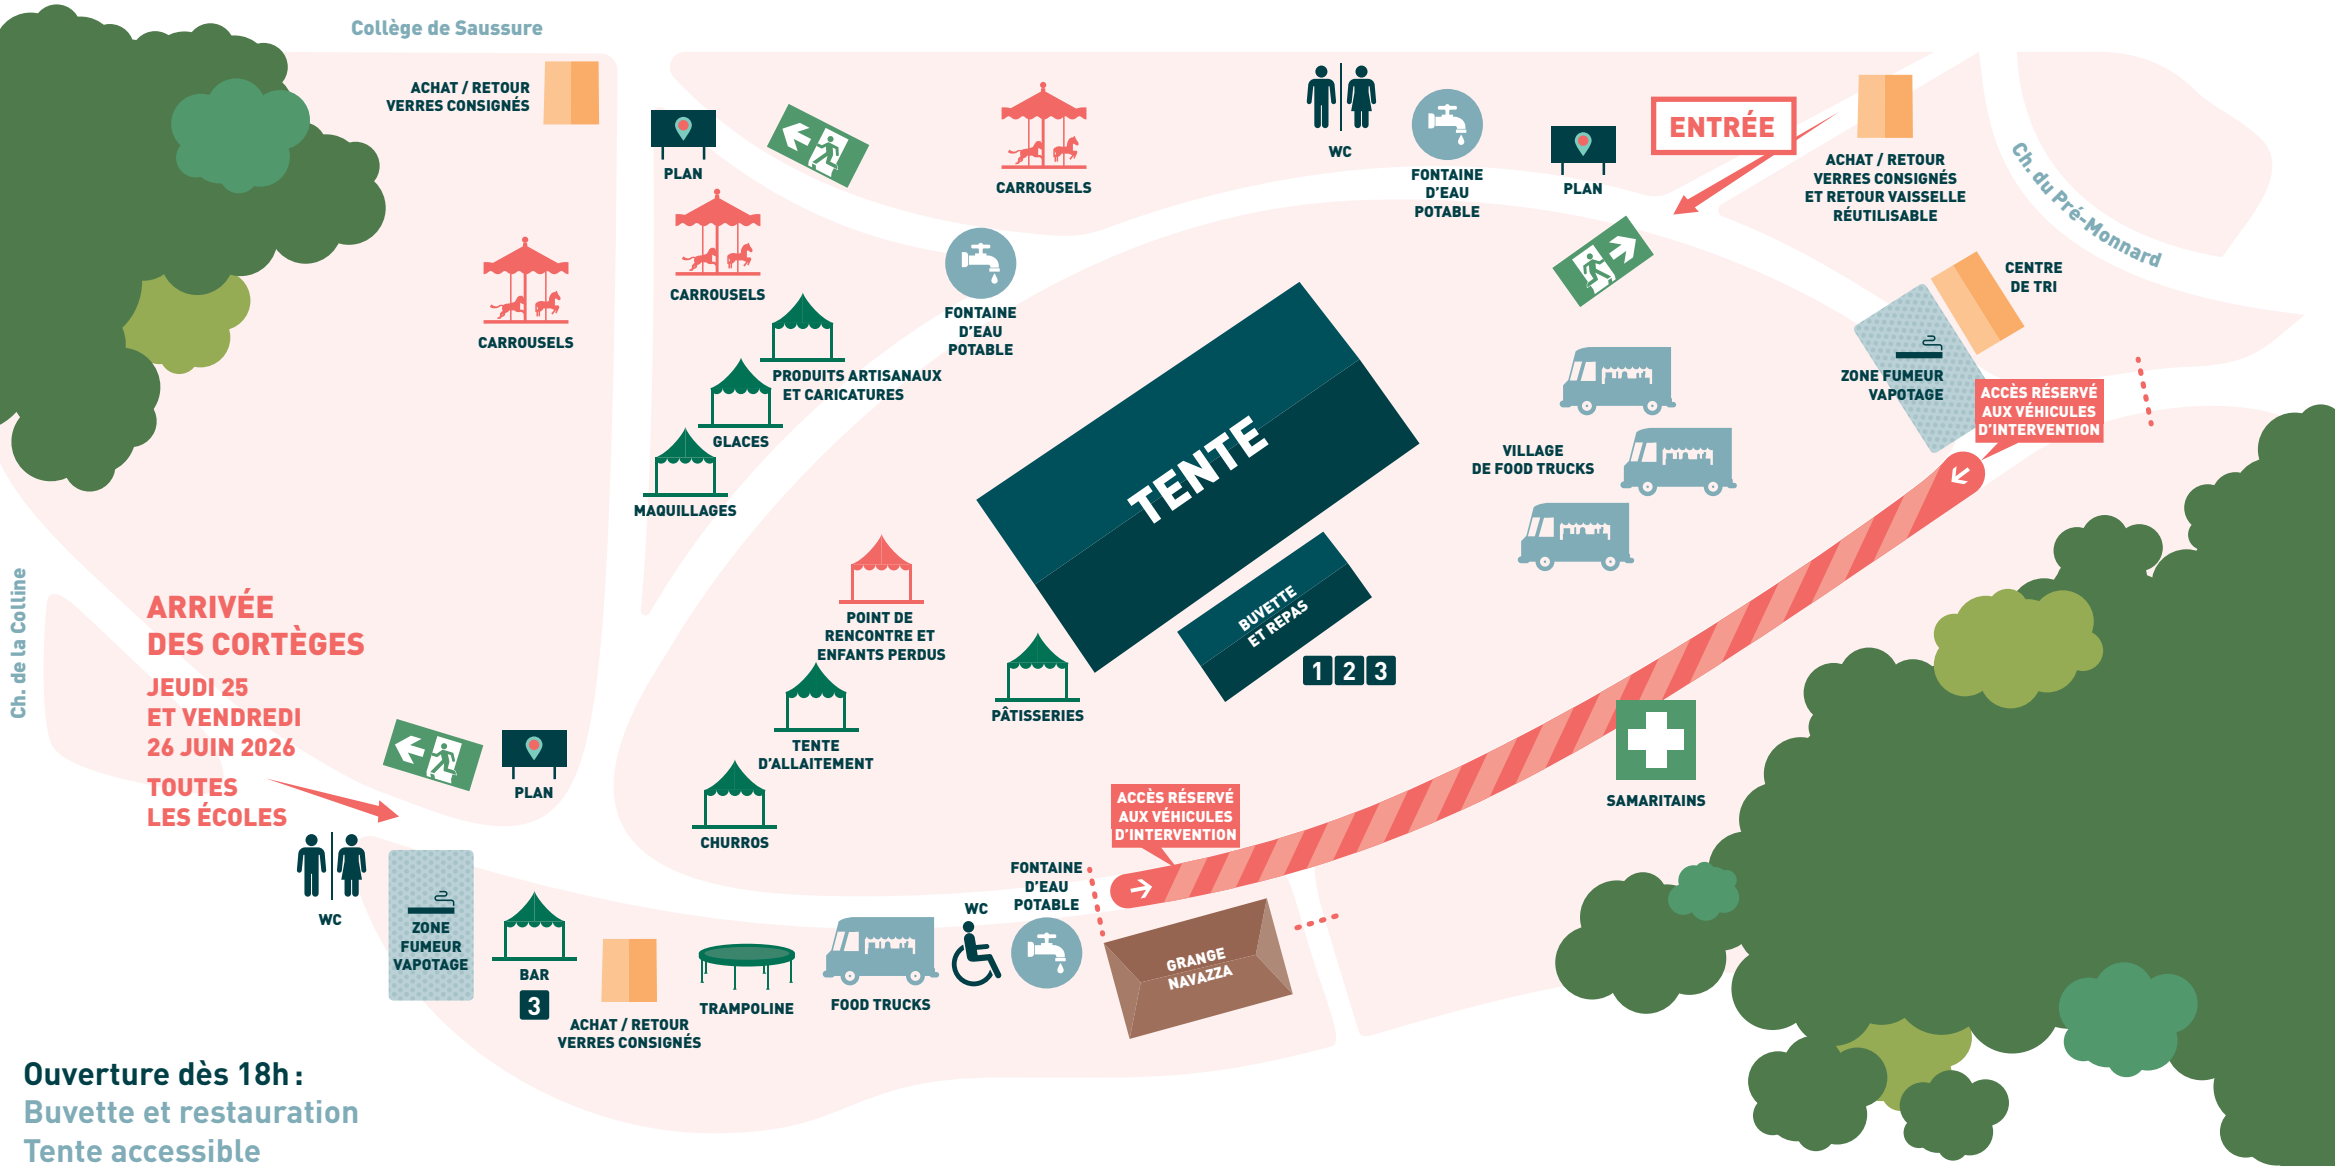 Collège de Saussure
ACHAT / RETOUR
VERRES CONSIGNÉS
PLAN
CARROUSELS
WC
FONTAINE
D'EAU
POTABLE
PLAN
ENTRÉE
ACHAT / RETOUR
VERRES CONSIGNÉS
ET RETOUR VAISSELLE
RÉUTILISABLE
Ch. du Pré-Monnard
CARROUSELS
CARROUSELS
FONTAINE
D'EAU
POTABLE
CENTRE
DE TRI
PRODUITS ARTISANAUX
ET CARICATURES
ZONE FUMEUR
VAPOTAGE
ACCÈS RÉSERVÉ
AUX VÉHICULES
D'INTERVENTION
GLACES
MAQUILLAGES
TENTE
VILLAGE
DE FOOD TRUCKS
Ch. de la Colline
ARRIVÉE
DES CORTÈGES
JEUDI 25
ET VENDREDI
26 JUIN 2026
TOUTES
LES ÉCOLES
POINT DE
RENCONTRE ET
ENFANTS PERDUS
BUVETTE
ET REPAS
1 2 3
PÂTISSERIES
TENTE
D'ALLAITEMENT
PLAN
CHURROS
SAMARITAINS
ACCÈS RÉSERVÉ
AUX VÉHICULES
D'INTERVENTION
WC
ZONE
FUMEUR
VAPOTAGE
BAR
3
ACHAT / RETOUR
VERRES CONSIGNÉS
TRAMPOLINE
FOOD TRUCKS
WC
FONTAINE
D'EAU
POTABLE
GRANGE
NAVAZZA
Ouverture dès 18h :
Buvette et restauration
Tente accessible